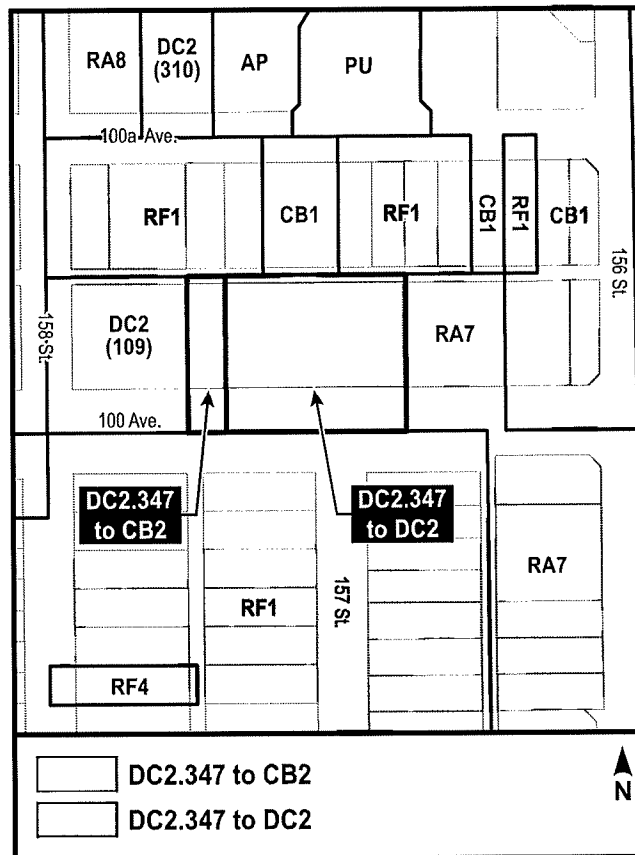 RA8
DC2
(310)
AP
PU
100a Ave.
RF1
CB1
RF1
CB1
RF1
CB1
156 St.
158 St.
DC2
(109)
RA7
100 Ave.
DC2.347
to CB2
DC2.347
to DC2
RF1
157 St.
RA7
RF4
DC2.347 to CB2
DC2.347 to DC2
N